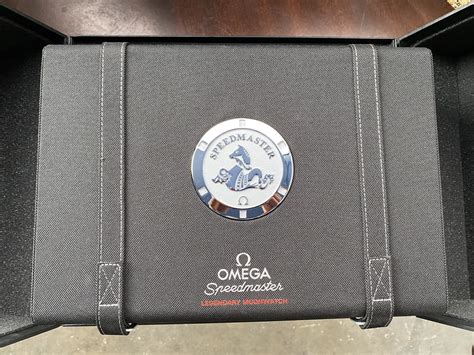 SPEEDMASTER
Ω
Ω
OMEGA
Speedmaster
LEGENDARY MOONWATCH